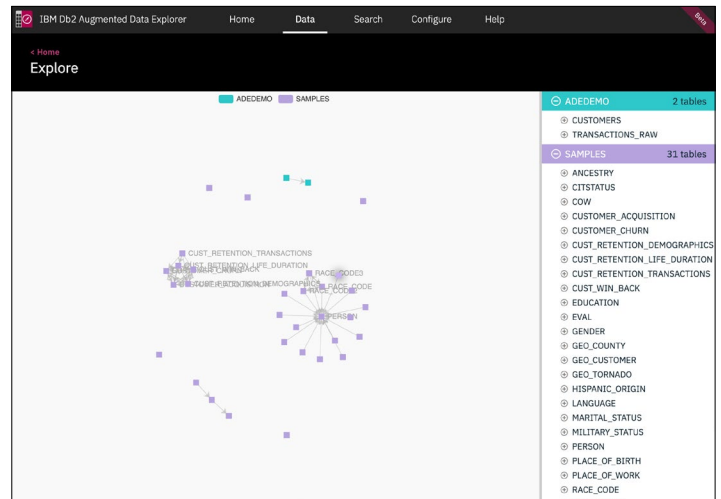 IBM Db2 Augmented Data Explorer
Home
Data
Search
Configure
Help
Beta
< Home
Explore
ADEDEMO
SAMPLES
CUST_RETENTION_TRANSACTIONS
CUST_RETENTION_LIFE_DURATION
RACE_CODE
PERSON
ADEDEMO 2 tables
CUSTOMERS
TRANSACTIONS_RAW
SAMPLES 31 tables
ANCESTRY
CITSTATUS
COW
CUSTOMER_ACQUISITION
CUSTOMER_CHURN
CUST_RETENTION_DEMOGRAPHICS
CUST_RETENTION_LIFE_DURATION
CUST_RETENTION_TRANSACTIONS
CUST_WIN_BACK
EDUCATION
EVAL
GENDER
GEO_COUNTY
GEO_CUSTOMER
GEO_TORNADO
HISPANIC_ORIGIN
LANGUAGE
MARITAL_STATUS
MILITARY_STATUS
PERSON
PLACE_OF_BIRTH
PLACE_OF_WORK
RACE_CODE